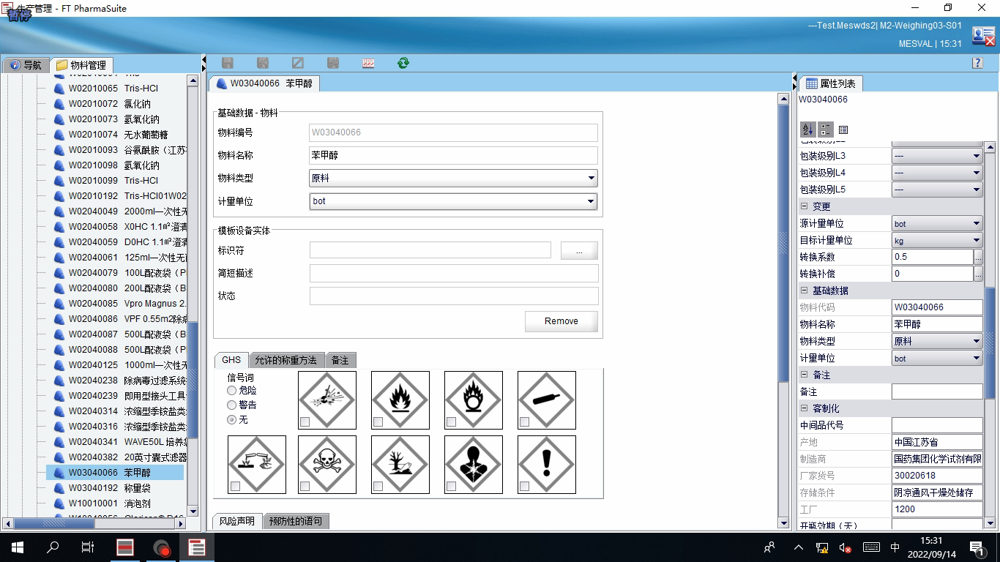 生产管理 - FT PharmaSuite
暂停
---Test.Meswds2| M2-Weighing03-S01
MESVAL | 15:31
导航
物料管理
W02010065 Tris-HCl
W02010072 氯化钠
W02010073 氢氧化钠
W02010074 无水葡萄糖
W02010093 谷氨酰胺（江苏
W02010098 氢氧化钠
W02010099 Tris-HCl
W02010192 Tris-HCl01W02
W02040049 2000ml一次性无
W02040058 X0HC 1.1㎡澄清
W02040059 D0HC 1.1㎡澄清
W02040061 125ml一次性无
W02040079 100L配液袋（P
W02040080 200L配液袋（B
W02040085 Vpro Magnus 2.
W02040086 VPF 0.55m2除病
W02040087 500L配液袋（B
W02040088 500L配液袋（P
W02040125 1000ml一次性无
W02040238 除病毒过滤系统
W02040239 即用型接头工具
W02040314 浓缩型季铵盐类
W02040316 浓缩型季铵盐类
W02040341 WAVE50L 培养袋
W02040382 20英寸囊式滤器
W03040066 苯甲醇
W03040192 称量袋
W10010001 消泡剂
W03040066 苯甲醇
基础数据 - 物料
物料编号 W03040066
物料名称 苯甲醇
物料类型 原料
计量单位 bot
模板设备实体
标识符 ...
简短描述
状态
Remove
GHS 允许的称重方法 备注
信号词
危险
警告
无
风险声明 预防性的语句
?
属性列表
W03040066
包装级别L3 ---
包装级别L4 ---
包装级别L5 ---
变更
源计量单位 bot
目标计量单位 kg
转换系数 0.5 ...
转换补偿 0 ...
基础数据
物料代码 W03040066
物料名称 苯甲醇
物料类型 原料
计量单位 bot
备注
备注
客制化
中间品代号
产地 中国江苏省
制造商 国药集团化学试剂有限
厂家货号 30020618
存储条件 阴凉通风干燥处储存
工厂 1200
开瓶效期（天）
中
15:31
2022/09/14
1